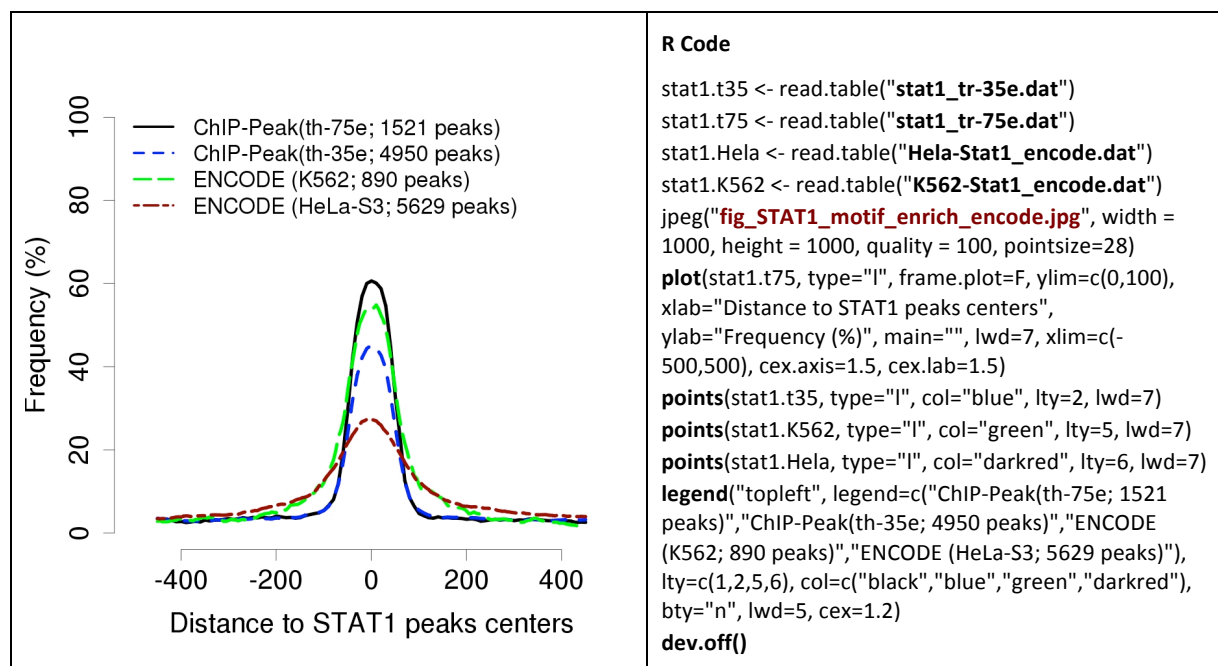 100
80
60
40
20
0
Frequency (%)
ChIP-Peak(th-75e; 1521 peaks)
ChIP-Peak(th-35e; 4950 peaks)
ENCODE (K562; 890 peaks)
ENCODE (HeLa-S3; 5629 peaks)
-400 -200 0 200 400
Distance to STAT1 peaks centers
R Code
stat1.t35 <- read.table("stat1_tr-35e.dat")
stat1.t75 <- read.table("stat1_tr-75e.dat")
stat1.Hela <- read.table("Hela-Stat1_encode.dat")
stat1.K562 <- read.table("K562-Stat1_encode.dat")
jpeg("fig_STAT1_motif_enrich_encode.jpg", width =
1000, height = 1000, quality = 100, pointsize=28)
plot(stat1.t75, type="l", frame.plot=F, ylim=c(0,100),
xlab="Distance to STAT1 peaks centers",
ylab="Frequency (%)", main="", lwd=7, xlim=c(-
500,500), cex.axis=1.5, cex.lab=1.5)
points(stat1.t35, type="l", col="blue", lty=2, lwd=7)
points(stat1.K562, type="l", col="green", lty=5, lwd=7)
points(stat1.Hela, type="l", col="darkred", lty=6, lwd=7)
legend("topleft", legend=c("ChIP-Peak(th-75e; 1521
peaks)","ChIP-Peak(th-35e; 4950 peaks)","ENCODE
(K562; 890 peaks)","ENCODE (HeLa-S3; 5629 peaks)"),
lty=c(1,2,5,6), col=c("black","blue","green","darkred"),
bty="n", lwd=5, cex=1.2)
dev.off()